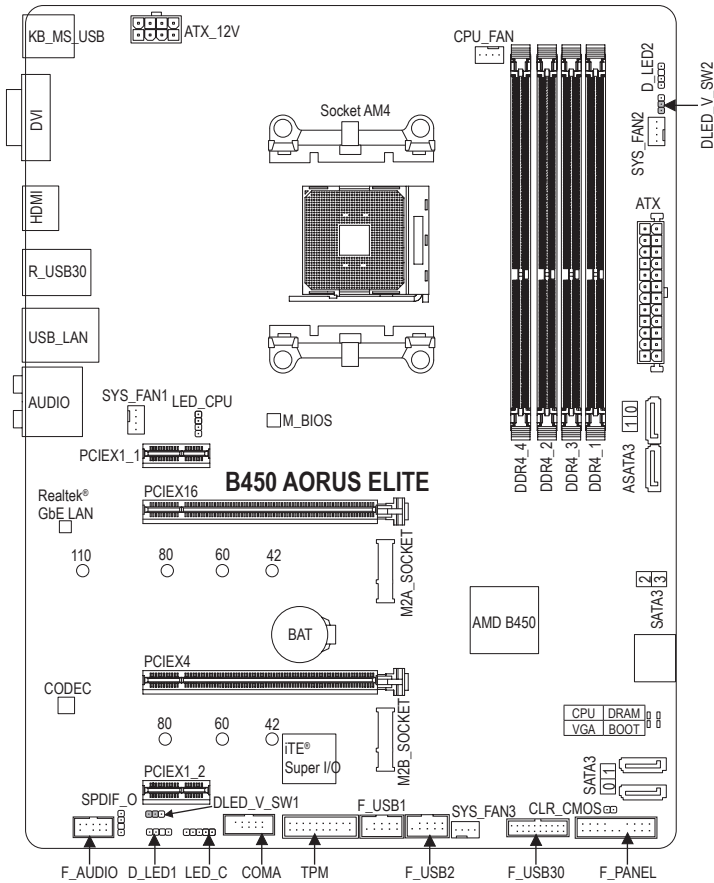 KB_MS_USB
ATX_12V
CPU_FAN
D_LED2
DLED_V_SW2
SYS_FAN2
DVI
Socket AM4
HDMI
ATX
R_USB30
USB_LAN
AUDIO
SYS_FAN1
LED_CPU
M_BIOS
PCIEX1_1
DDR4_4
DDR4_2
DDR4_3
DDR4_1
ASATA3
1 0
B450 AORUS ELITE
Realtek®
GbE LAN
PCIEX16
110
80
60
42
M2A_SOCKET
AMD B450
2 3
SATA3
BAT
PCIEX4
CODEC
80
60
42
iTE®
Super I/O
M2B_SOCKET
CPU DRAM
VGA BOOT
PCIEX1_2
SATA3
0 1
SPDIF_O
DLED_V_SW1
F_USB1
SYS_FAN3
CLR_CMOS
F_AUDIO
D_LED1
LED_C
COMA
TPM
F_USB2
F_USB30
F_PANEL